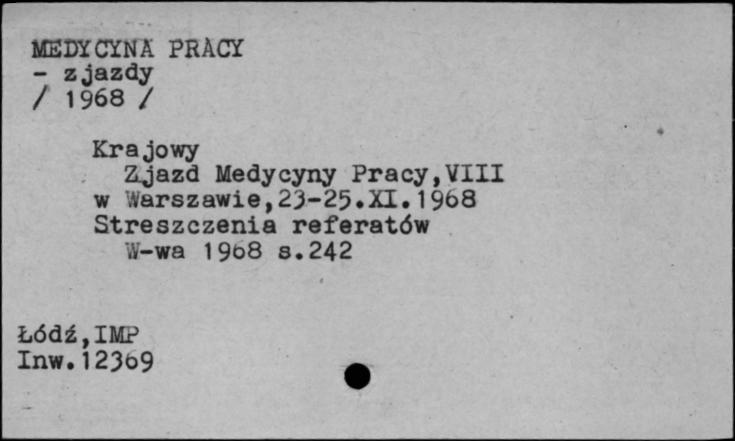 MEDYCYNA PRACY
- zjazdy
/ 1968 /
Krajowy
Zjazd Medycyny Pracy,VIII
w Warszawie,23-25.XI.1968
Streszczenia referatów
W-wa 1968 s.242
Łódź,IMP
Inw.12369